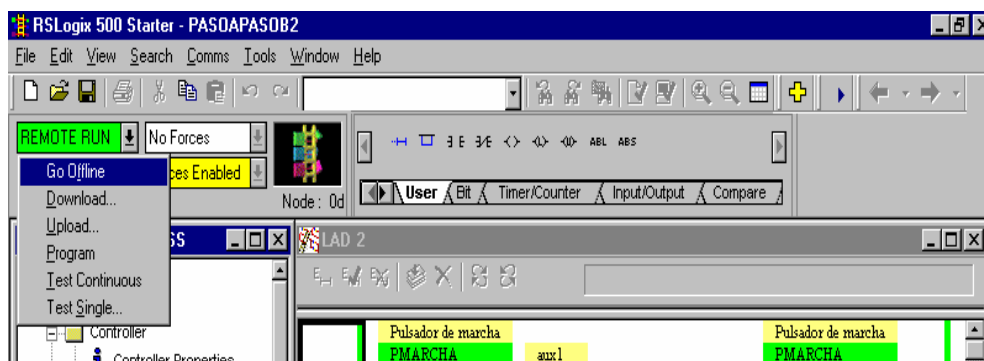 RSLogix 500 Starter - PASOAPASOB2
File Edit View Search Comms Tools Window Help
REMOTE RUN No Forces
Go Offline
ces Enabled
Download...
Node : 0d
ABL ABS
User Bit Timer/Counter Input/Output Compare
Upload...
SS
LAD 2
Program
Test Continuous
Test Single...
Controller
Controller Properties
Pulsador de marcha Pulsador de marcha
PMARCHA aux1 PMARCHA